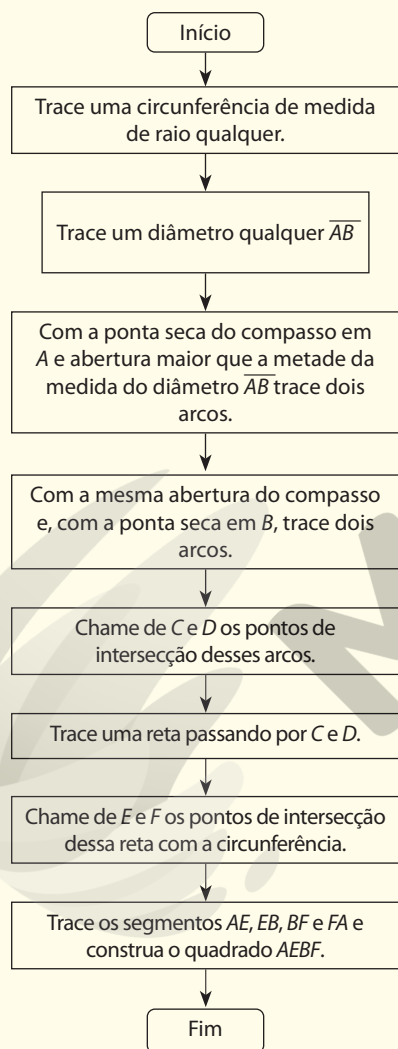 Início
Trace uma circunferência de medida
de raio qualquer.
Trace um diâmetro qualquer AB
Com a ponta seca do compasso em
A e abertura maior que a metade da
medida do diâmetro AB trace dois
arcos.
Com a mesma abertura do compasso
e, com a ponta seca em B, trace dois
arcos.
Chame de C e D os pontos de
intersecção desses arcos.
Trace uma reta passando por C e D.
Chame de E e F os pontos de intersecção
dessa reta com a circunferência.
Trace os segmentos AE, EB, BF e FA e
construa o quadrado AEBF.
Fim